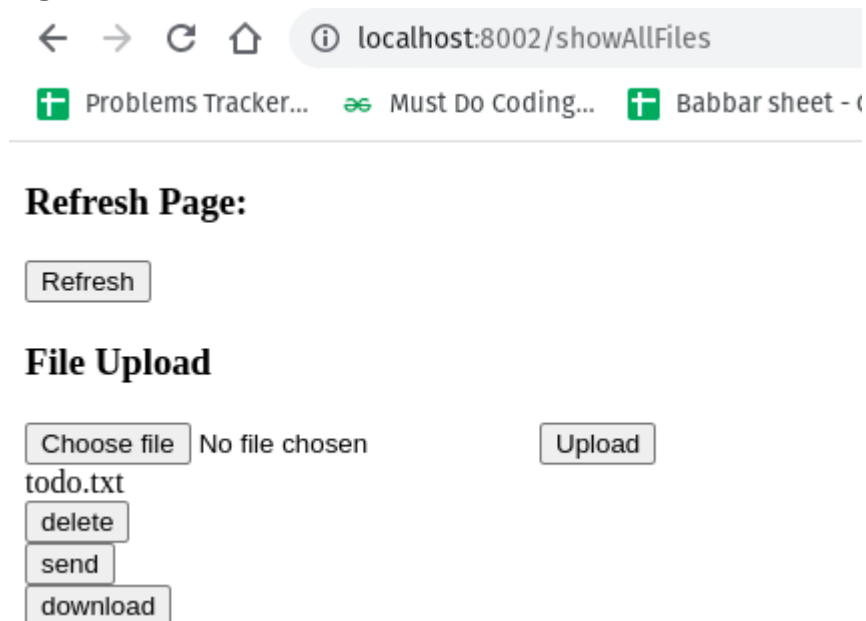 localhost:8002/showAllFiles
Problems Tracker... Must Do Coding... Babbar sheet -
Refresh Page:
Refresh
File Upload
Choose file No file chosen Upload
todo.txt
delete
send
download